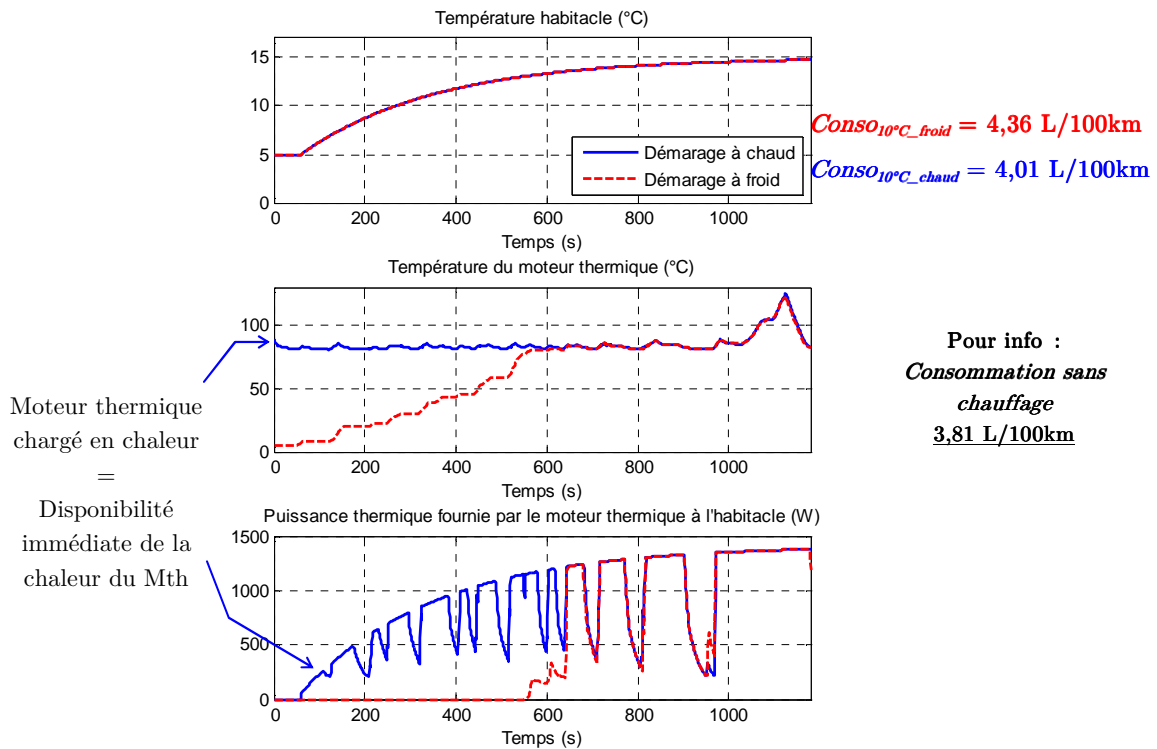 Température habitacle (°C)
15
10
5
0
0
200
400
600
800
1000
Temps (s)
Démarage à chaud
Démarage à froid
Conso10°C_froid = 4,36 L/100km
Conso10°C_chaud = 4,01 L/100km
Température du moteur thermique (°C)
100
50
0
0
200
400
600
800
1000
Temps (s)
Pour info :
Consommation sans
chauffage
3,81 L/100km
Moteur thermique
chargé en chaleur
=
Disponibilité
immédiate de la
chaleur du Mth
Puissance thermique fournie par le moteur thermique à l'habitacle (W)
1500
1000
500
0
0
200
400
600
800
1000
Temps (s)